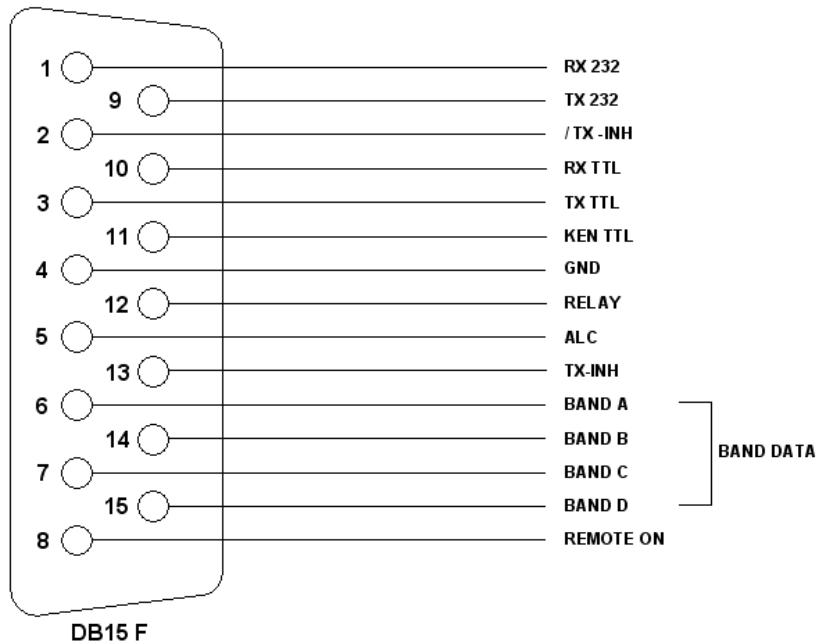 1 RX 232
9 TX 232
2 / TX -INH
10 RX TTL
3 TX TTL
11 KEN TTL
4 GND
12 RELAY
5 ALC
13 TX-INH
6 BAND A
14 BAND B
7 BAND C
15 BAND D
8 REMOTE ON
BAND DATA
DB15 F